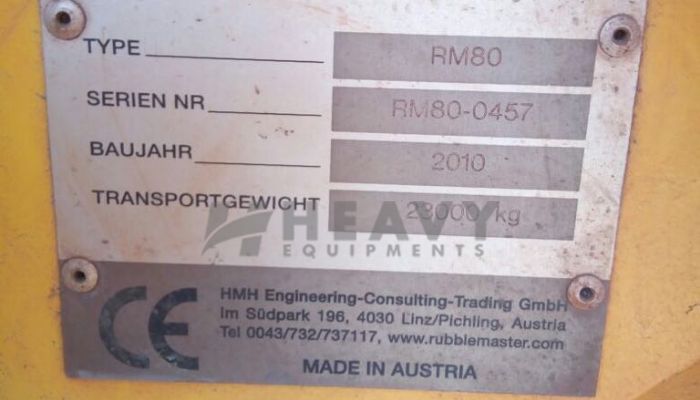 TYPE RM80
SERIEN NR RM80-0457
BAUJAHR 2010
TRANSPORTGEWICHT 23000 kg
HEAVY
EQUIPMENTS
CE
HMH Engineering-Consulting-Trading GmbH
Im Südpark 196, 4030 Linz/Pichling, Austria
Tel 0043/732/737117, www.rubblemaster.com
MADE IN AUSTRIA